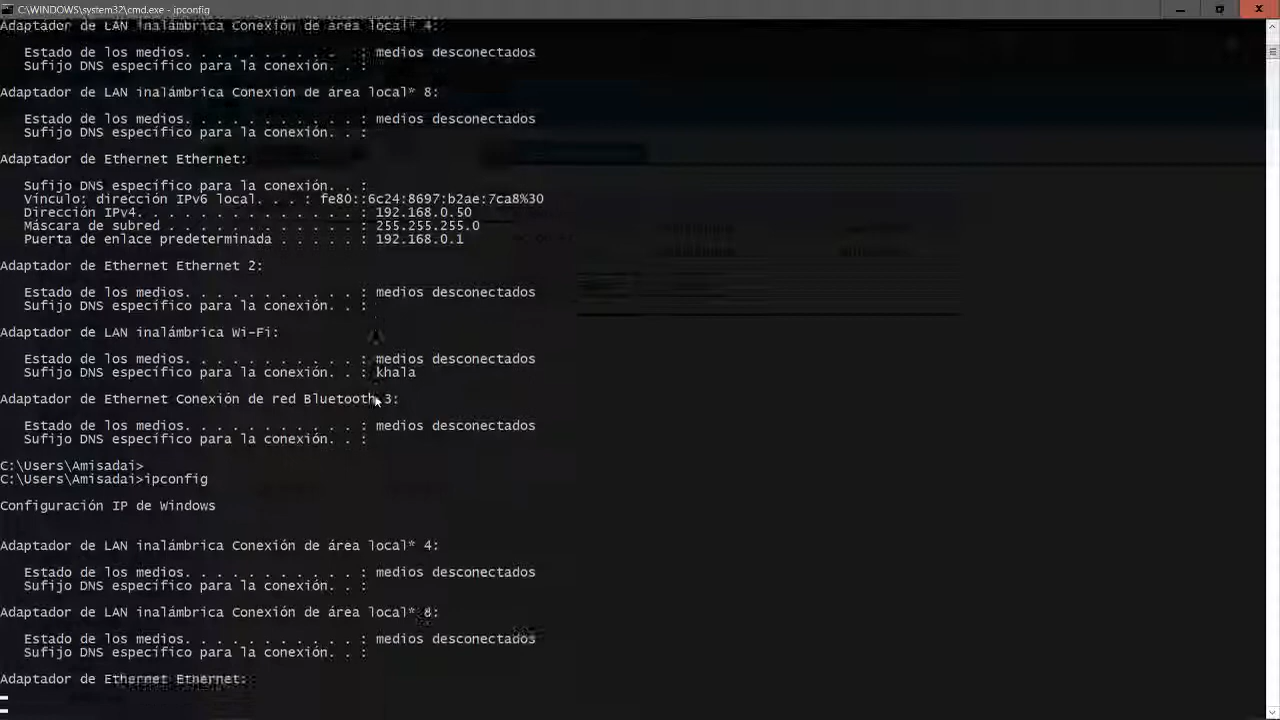 C:\WINDOWS\system32\cmd.exe - ipconfig
Adaptador de LAN inalámbrica Conexión de área local* 4:
Estado de los medios. . . . . . . . . . . : medios desconectados
Sufijo DNS específico para la conexión. . :
Adaptador de LAN inalámbrica Conexión de área local* 8:
Estado de los medios. . . . . . . . . . . : medios desconectados
Sufijo DNS específico para la conexión. . :
Adaptador de Ethernet Ethernet:
Sufijo DNS específico para la conexión. . :
Vínculo: dirección IPv6 local. . . : fe80::6c24:8697:b2ae:7ca8%30
Dirección IPv4. . . . . . . . . . . . . . : 192.168.0.50
Máscara de subred . . . . . . . . . . . . : 255.255.255.0
Puerta de enlace predeterminada . . . . . : 192.168.0.1
Adaptador de Ethernet Ethernet 2:
Estado de los medios. . . . . . . . . . . : medios desconectados
Sufijo DNS específico para la conexión. . :
Adaptador de LAN inalámbrica Wi-Fi:
Estado de los medios. . . . . . . . . . . : medios desconectados
Sufijo DNS específico para la conexión. . : khala
Adaptador de Ethernet Conexión de red Bluetooth 3:
Estado de los medios. . . . . . . . . . . : medios desconectados
Sufijo DNS específico para la conexión. . :
C:\Users\Amisadai>
C:\Users\Amisadai>ipconfig
Configuración IP de Windows
Adaptador de LAN inalámbrica Conexión de área local* 4:
Estado de los medios. . . . . . . . . . . : medios desconectados
Sufijo DNS específico para la conexión. . :
Adaptador de LAN inalámbrica Conexión de área local* 8:
Estado de los medios. . . . . . . . . . . : medios desconectados
Sufijo DNS específico para la conexión. . :
Adaptador de Ethernet Ethernet: